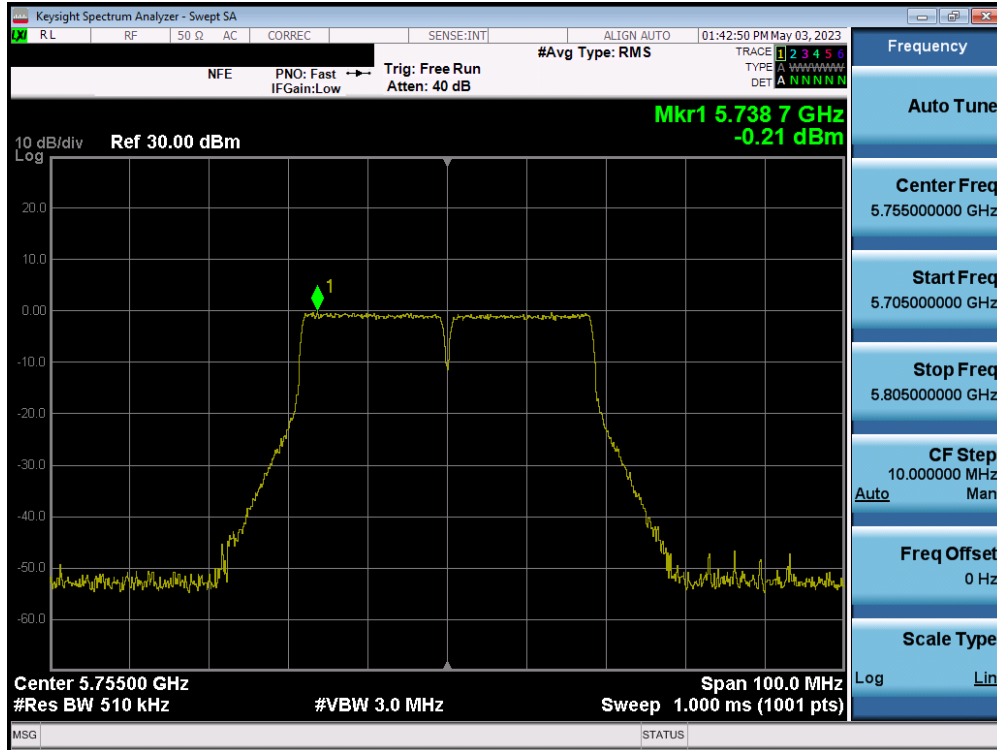 Keysight Spectrum Analyzer - Swept SA
LXI RL RF 50 Ω AC CORREC SENSE:INT ALIGN AUTO 01:42:50 PM May 03, 2023
NFE PNO: Fast Trig: Free Run #Avg Type: RMS TRACE 1 2 3 4 5 6
IFGain:Low Atten: 40 dB TYPE A WWWWW
DET A N N N N N
Mkr1 5.738 7 GHz
-0.21 dBm
10 dB/div Ref 30.00 dBm
Log
20.0
10.0
0.00
-10.0
-20.0
-30.0
-40.0
-50.0
-60.0
1
Center 5.75500 GHz Span 100.0 MHz
#Res BW 510 kHz #VBW 3.0 MHz Sweep 1.000 ms (1001 pts)
MSG STATUS
Frequency
Auto Tune
Center Freq
5.755000000 GHz
Start Freq
5.705000000 GHz
Stop Freq
5.805000000 GHz
CF Step
10.000000 MHz
Auto Man
Freq Offset
0 Hz
Scale Type
Log Lin